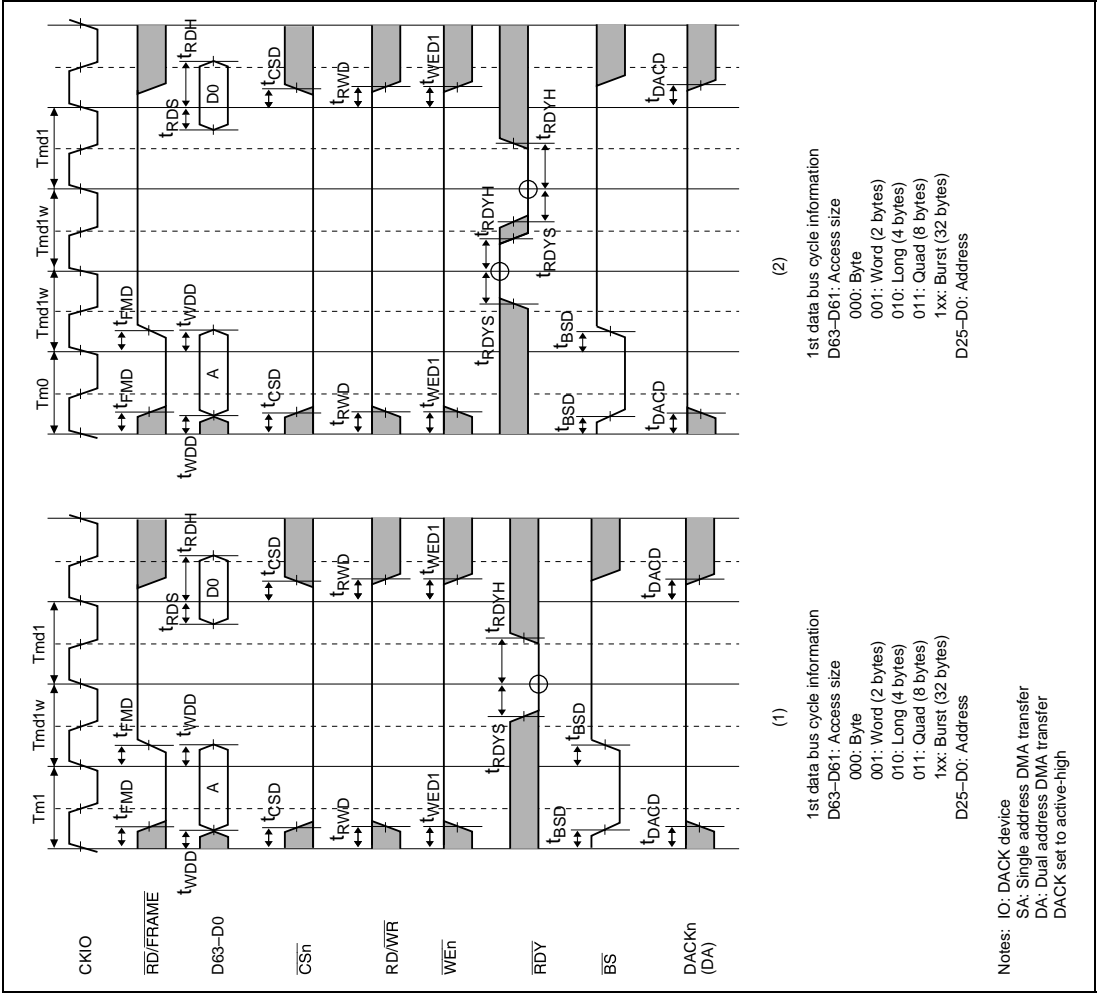 CKIO
RD/FRAME
D63–D0
CSn
RD/WR
WEn
RDY
BS
DACKn
(DA)
Tm1
Tmd1w
Tmd1
tFMD
tFMD
tWDD
tWDD
A
tRDS
tRDH
D0
tCSD
tCSD
tRWD
tRWD
tWED1
tWED1
tRDYS
tRDYH
tBSD
tBSD
tDACD
tDACD
(1)
1st data bus cycle information
D63–D61: Access size
000: Byte
001: Word (2 bytes)
010: Long (4 bytes)
011: Quad (8 bytes)
1xx: Burst (32 bytes)
D25–D0: Address
Tm0
Tmd1w
Tmd1w
Tmd1
tFMD
tFMD
tWDD
tWDD
A
tRDS
tRDH
D0
tCSD
tCSD
tRWD
tRWD
tWED1
tWED1
tRDYS
tRDYH
tRDYS
tRDYH
tBSD
tBSD
tDACD
tDACD
(2)
1st data bus cycle information
D63–D61: Access size
000: Byte
001: Word (2 bytes)
010: Long (4 bytes)
011: Quad (8 bytes)
1xx: Burst (32 bytes)
D25–D0: Address
Notes: IO: DACK device
SA: Single address DMA transfer
DA: Dual address DMA transfer
DACK set to active-high